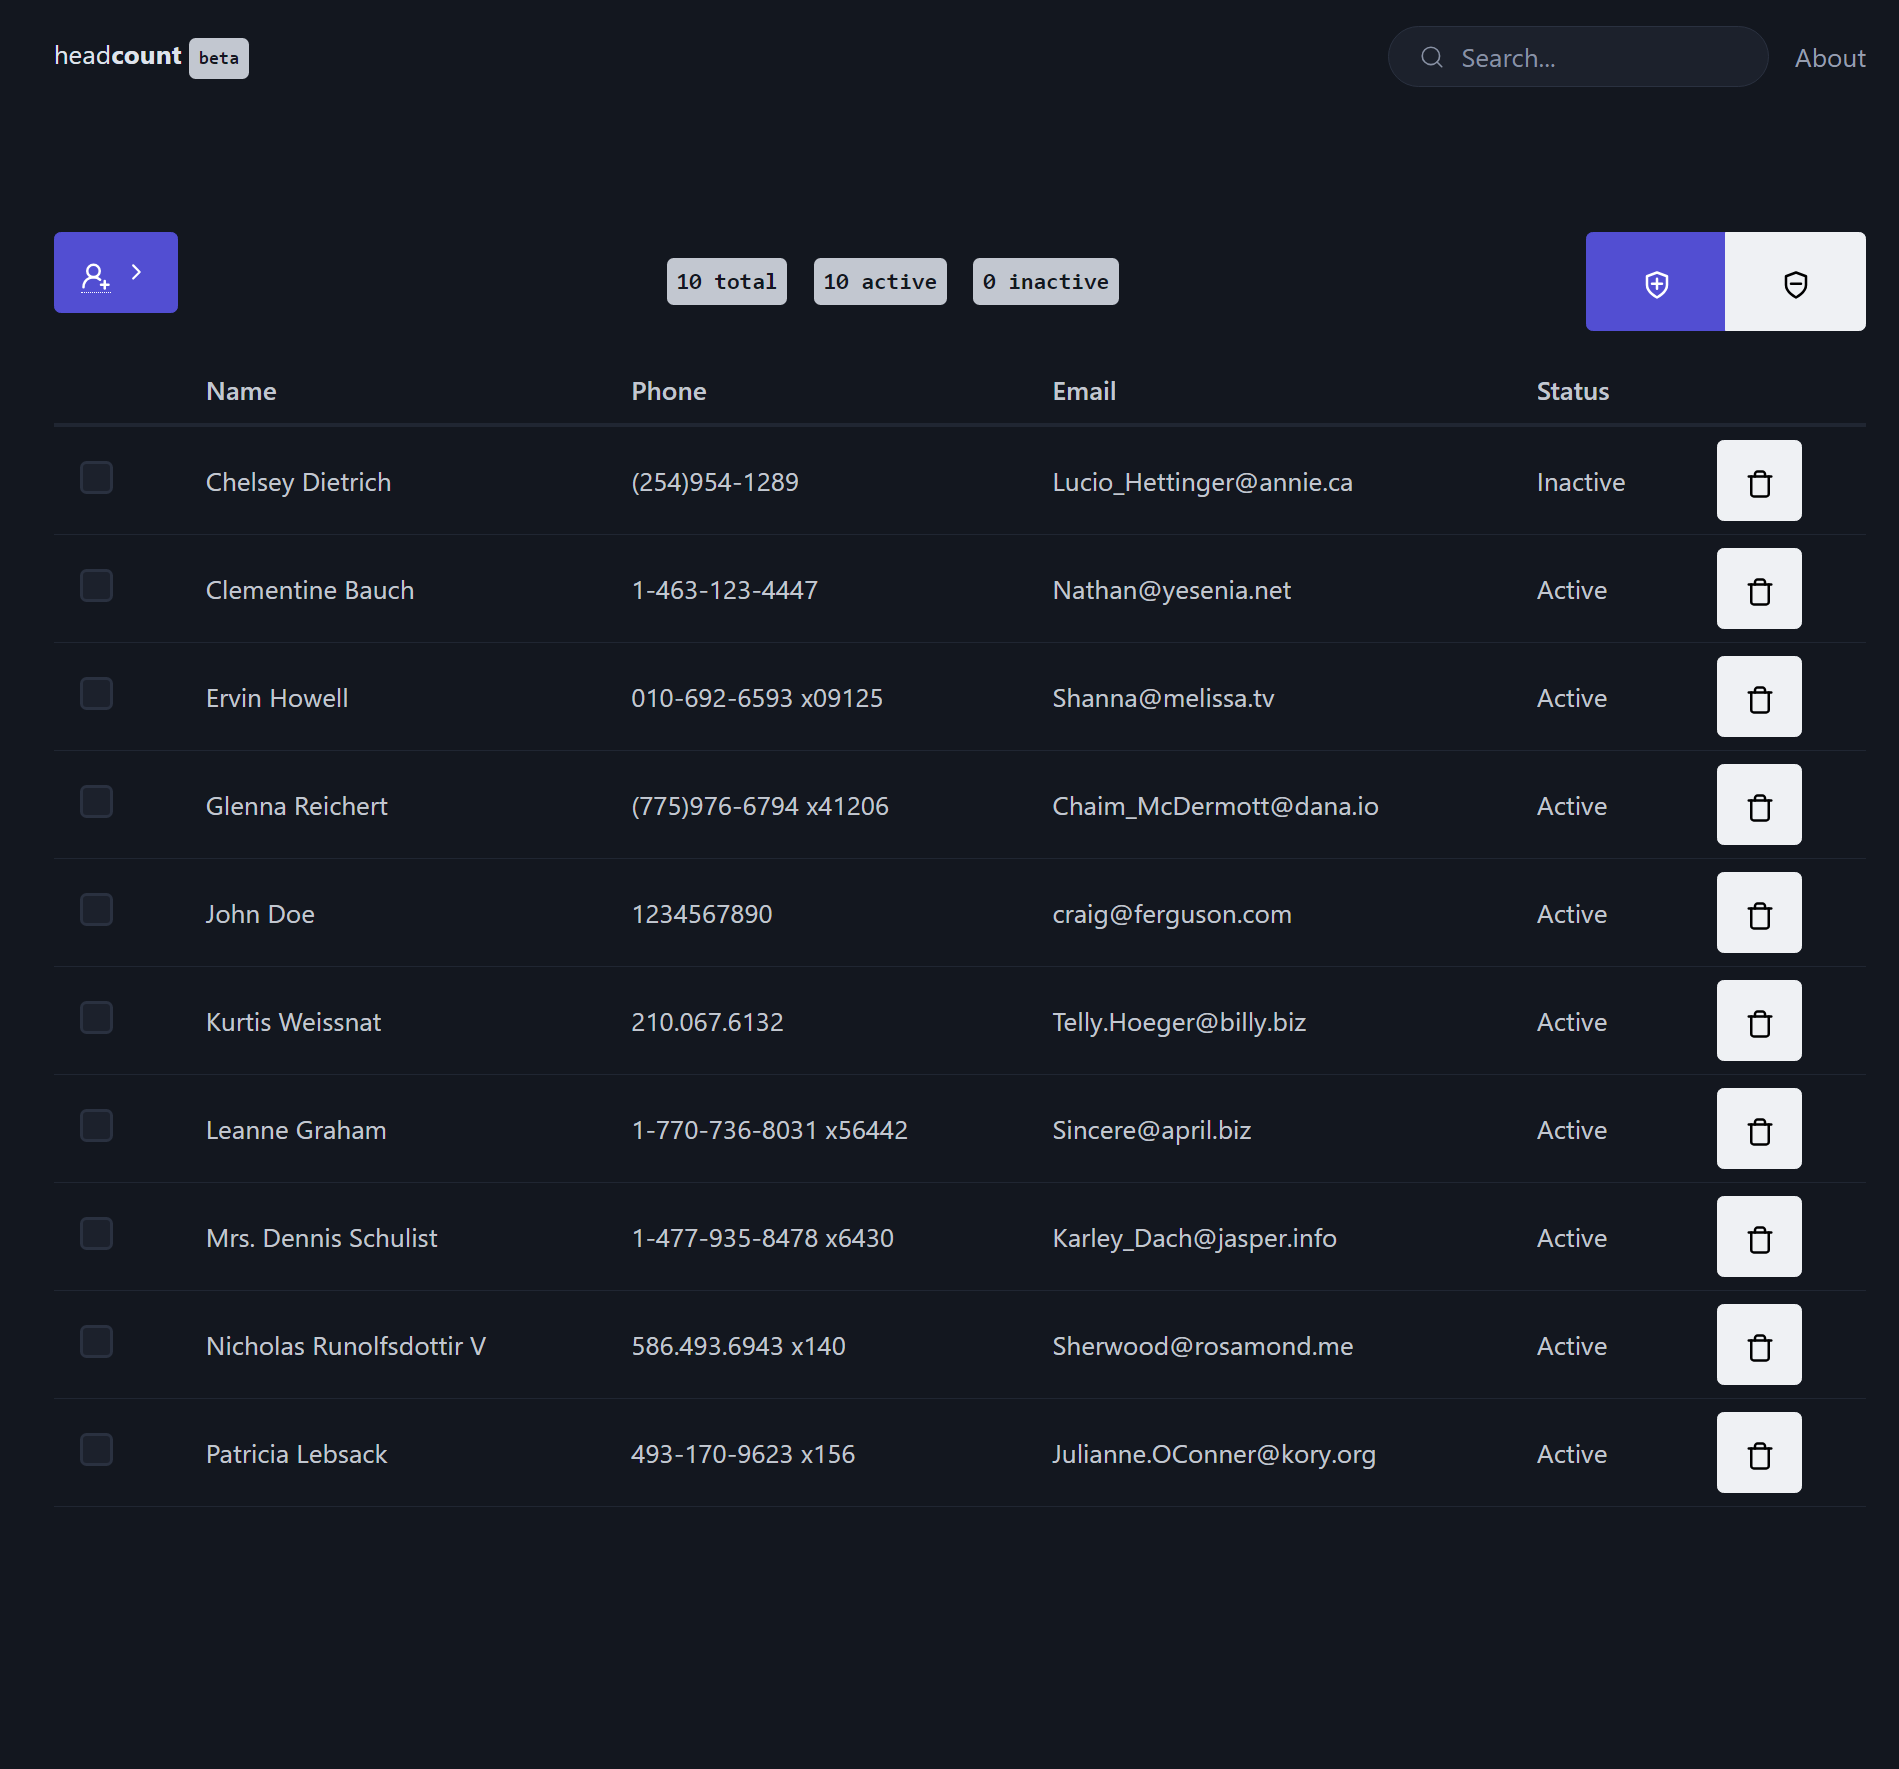 headcount beta
Search...
About
10 total 10 active 0 inactive
Name Phone Email Status
Chelsey Dietrich (254)954-1289 Lucio_Hettinger@annie.ca Inactive
Clementine Bauch 1-463-123-4447 Nathan@yesenia.net Active
Ervin Howell 010-692-6593 x09125 Shanna@melissa.tv Active
Glenna Reichert (775)976-6794 x41206 Chaim_McDermott@dana.io Active
John Doe 1234567890 craig@ferguson.com Active
Kurtis Weissnat 210.067.6132 Telly.Hoeger@billy.biz Active
Leanne Graham 1-770-736-8031 x56442 Sincere@april.biz Active
Mrs. Dennis Schulist 1-477-935-8478 x6430 Karley_Dach@jasper.info Active
Nicholas Runolfsdottir V 586.493.6943 x140 Sherwood@rosamond.me Active
Patricia Lebsack 493-170-9623 x156 Julianne.OConner@kory.org Active